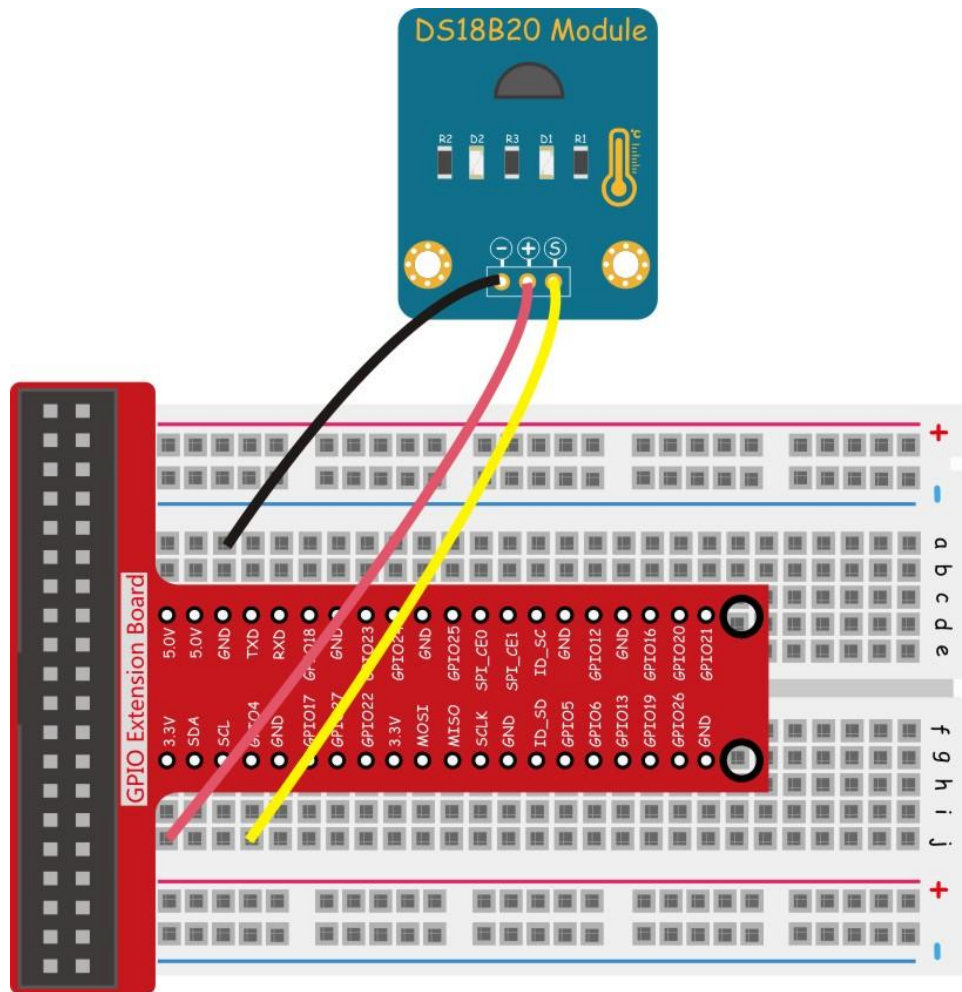 DS18B20 Module
R2 D2 R3 D1 R1
°C
- + S
+
-
a
b
c
d
e
GPIO Extension Board
5.0V 5.0V GND TXD RXD GPIO18 GND GPIO23 GPIO24 GND GPIO25 SPI_CE0 SPI_CE1 ID_SC GND GPIO12 GND GPIO16 GPIO20 GPIO21
3.3V SDA SCL GPIO4 GND GPIO17 GPIO27 GPIO22 3.3V MOSI MISO SCLK GND ID_SD GPIO5 GPIO6 GPIO13 GPIO19 GPIO26 GND
f
g
h
i
j
+
-